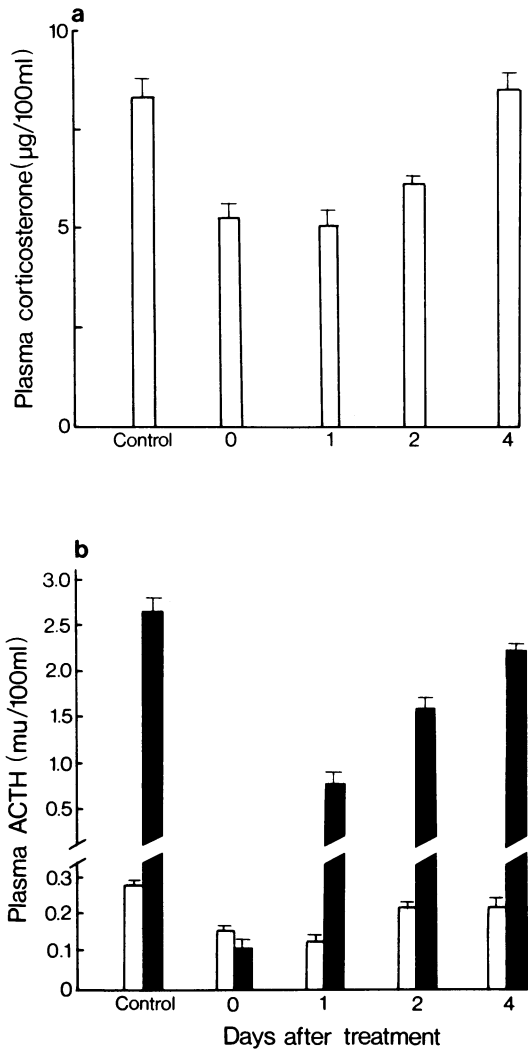 a
Plasma corticosterone(µg/100ml)
10
5
0
Control 0 1 2 4
b
Plasma ACTH (mu/100ml)
3.0
2.5
2.0
1.5
1.0
0.5
0.3
0.2
0.1
0
Control 0 1 2 4
Days after treatment